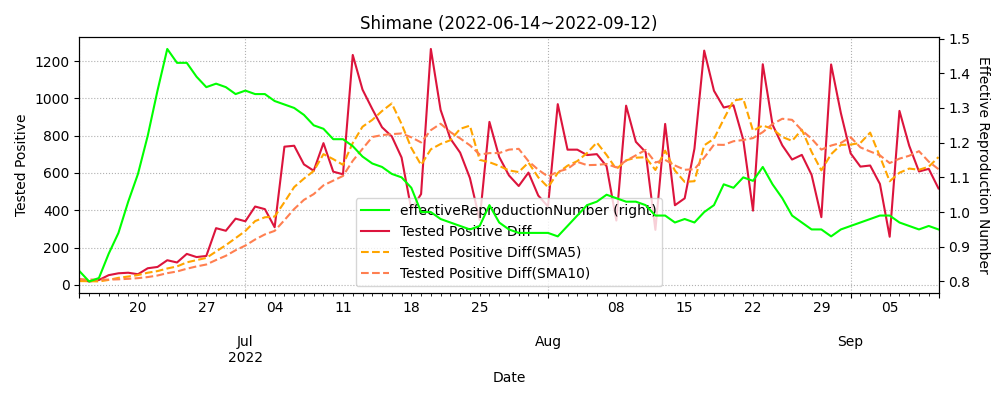 Shimane (2022-06-14~2022-09-12)
Tested Positive
1200
1000
800
600
400
200
0
1.5
1.4
1.3
1.2
1.1
1.0
0.9
0.8
Effective Reproduction Number
effectiveReproductionNumber (right)
Tested Positive Diff
Tested Positive Diff(SMA5)
Tested Positive Diff(SMA10)
20 27 04 11 18 25 08 15 22 29 05
Jul Aug Sep
2022
Date